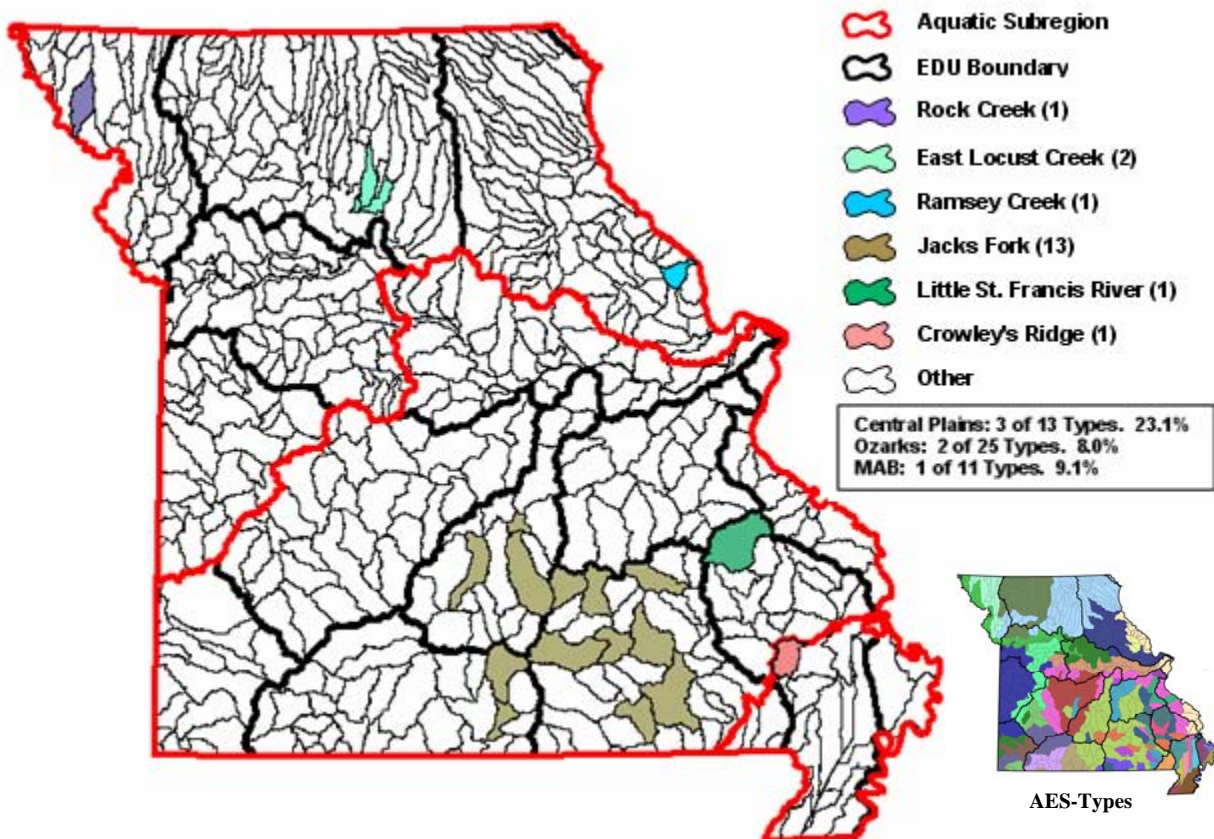 Aquatic Subregion
EDU Boundary
Rock Creek (1)
East Locust Creek (2)
Ramsey Creek (1)
Jacks Fork (13)
Little St. Francis River (1)
Crowley's Ridge (1)
Other
Central Plains: 3 of 13 Types. 23.1%
Ozarks: 2 of 25 Types. 8.0%
MAB: 1 of 11 Types. 9.1%
AES-Types